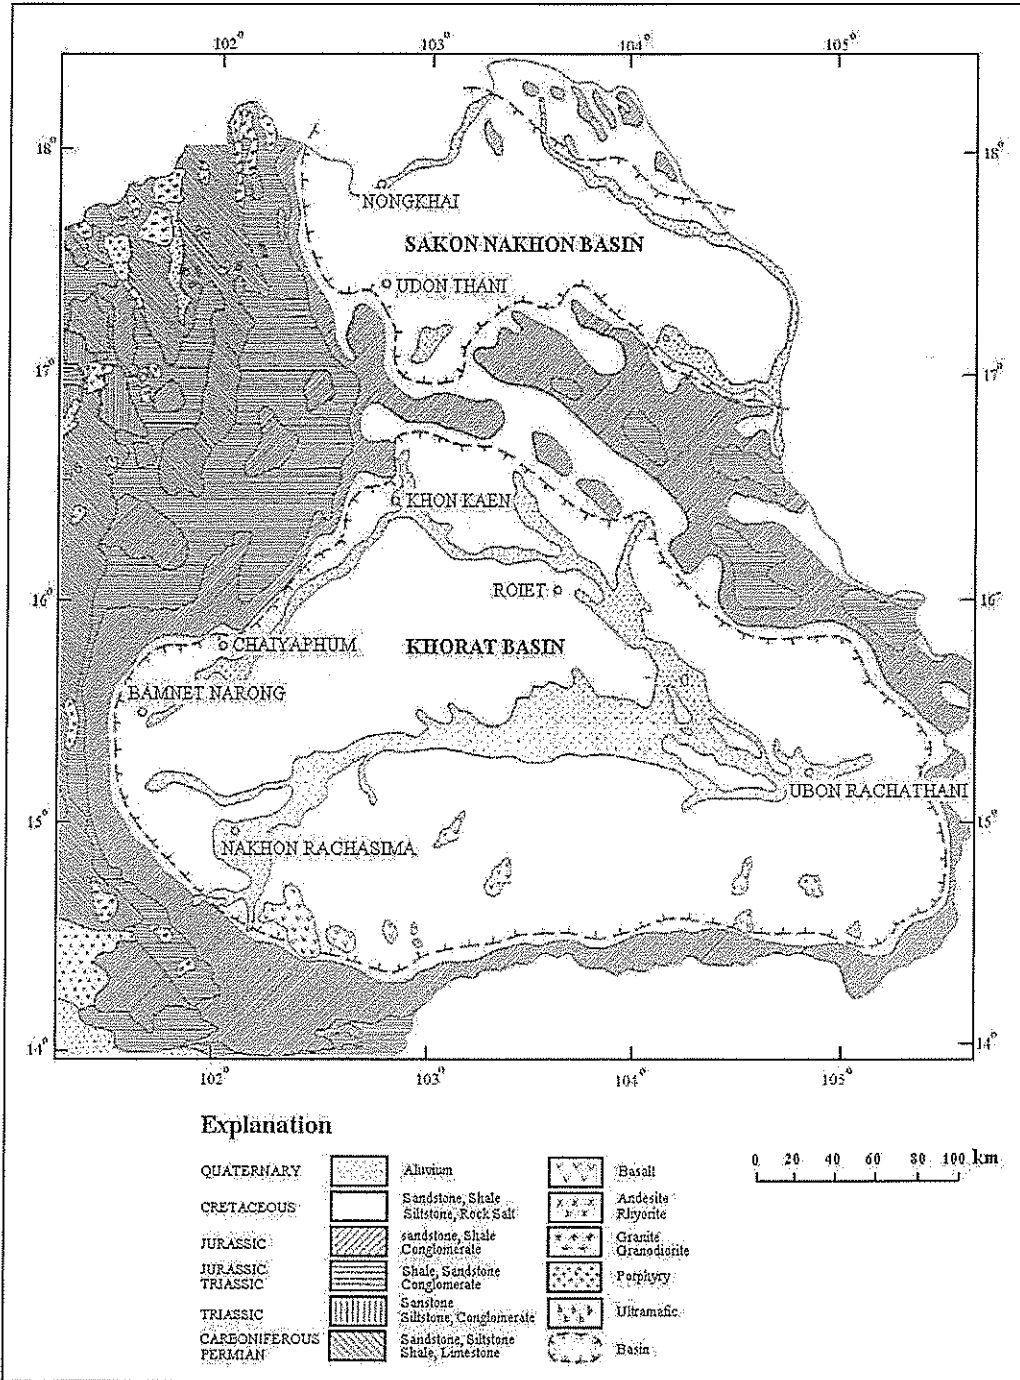 102° 103° 104° 105°
18° 18°
NONGKHAI
SAKON NAKHON BASIN
UDON THANI
17° 17°
KHON KAEN
ROIET
16° 16°
CHAIYAPHUM
KHORAT BASIN
BAMNET NARONG
UBON RACHATHANI
15° 15°
NAKHON RACHASIMA
14° 14°
102° 103° 104° 105°
Explanation
QUATERNARY Aluvium Basalt
CRETACEOUS Sandstone, Shale Siltstone, Rock Salt Andesite Rhyorite
JURASSIC sandstone, Shale Conglomerate Granite Granodiorite
JURASSIC TRIASSIC Shale, Sandstone Conglomerate Porphyry
TRIASSIC Sanstone Siltstone, Conglomerate Ultramafic
CARBONIFEROUS PERMIAN Sandstone, Siltstone Shale, Limestone Basin
0 20 40 60 80 100 km